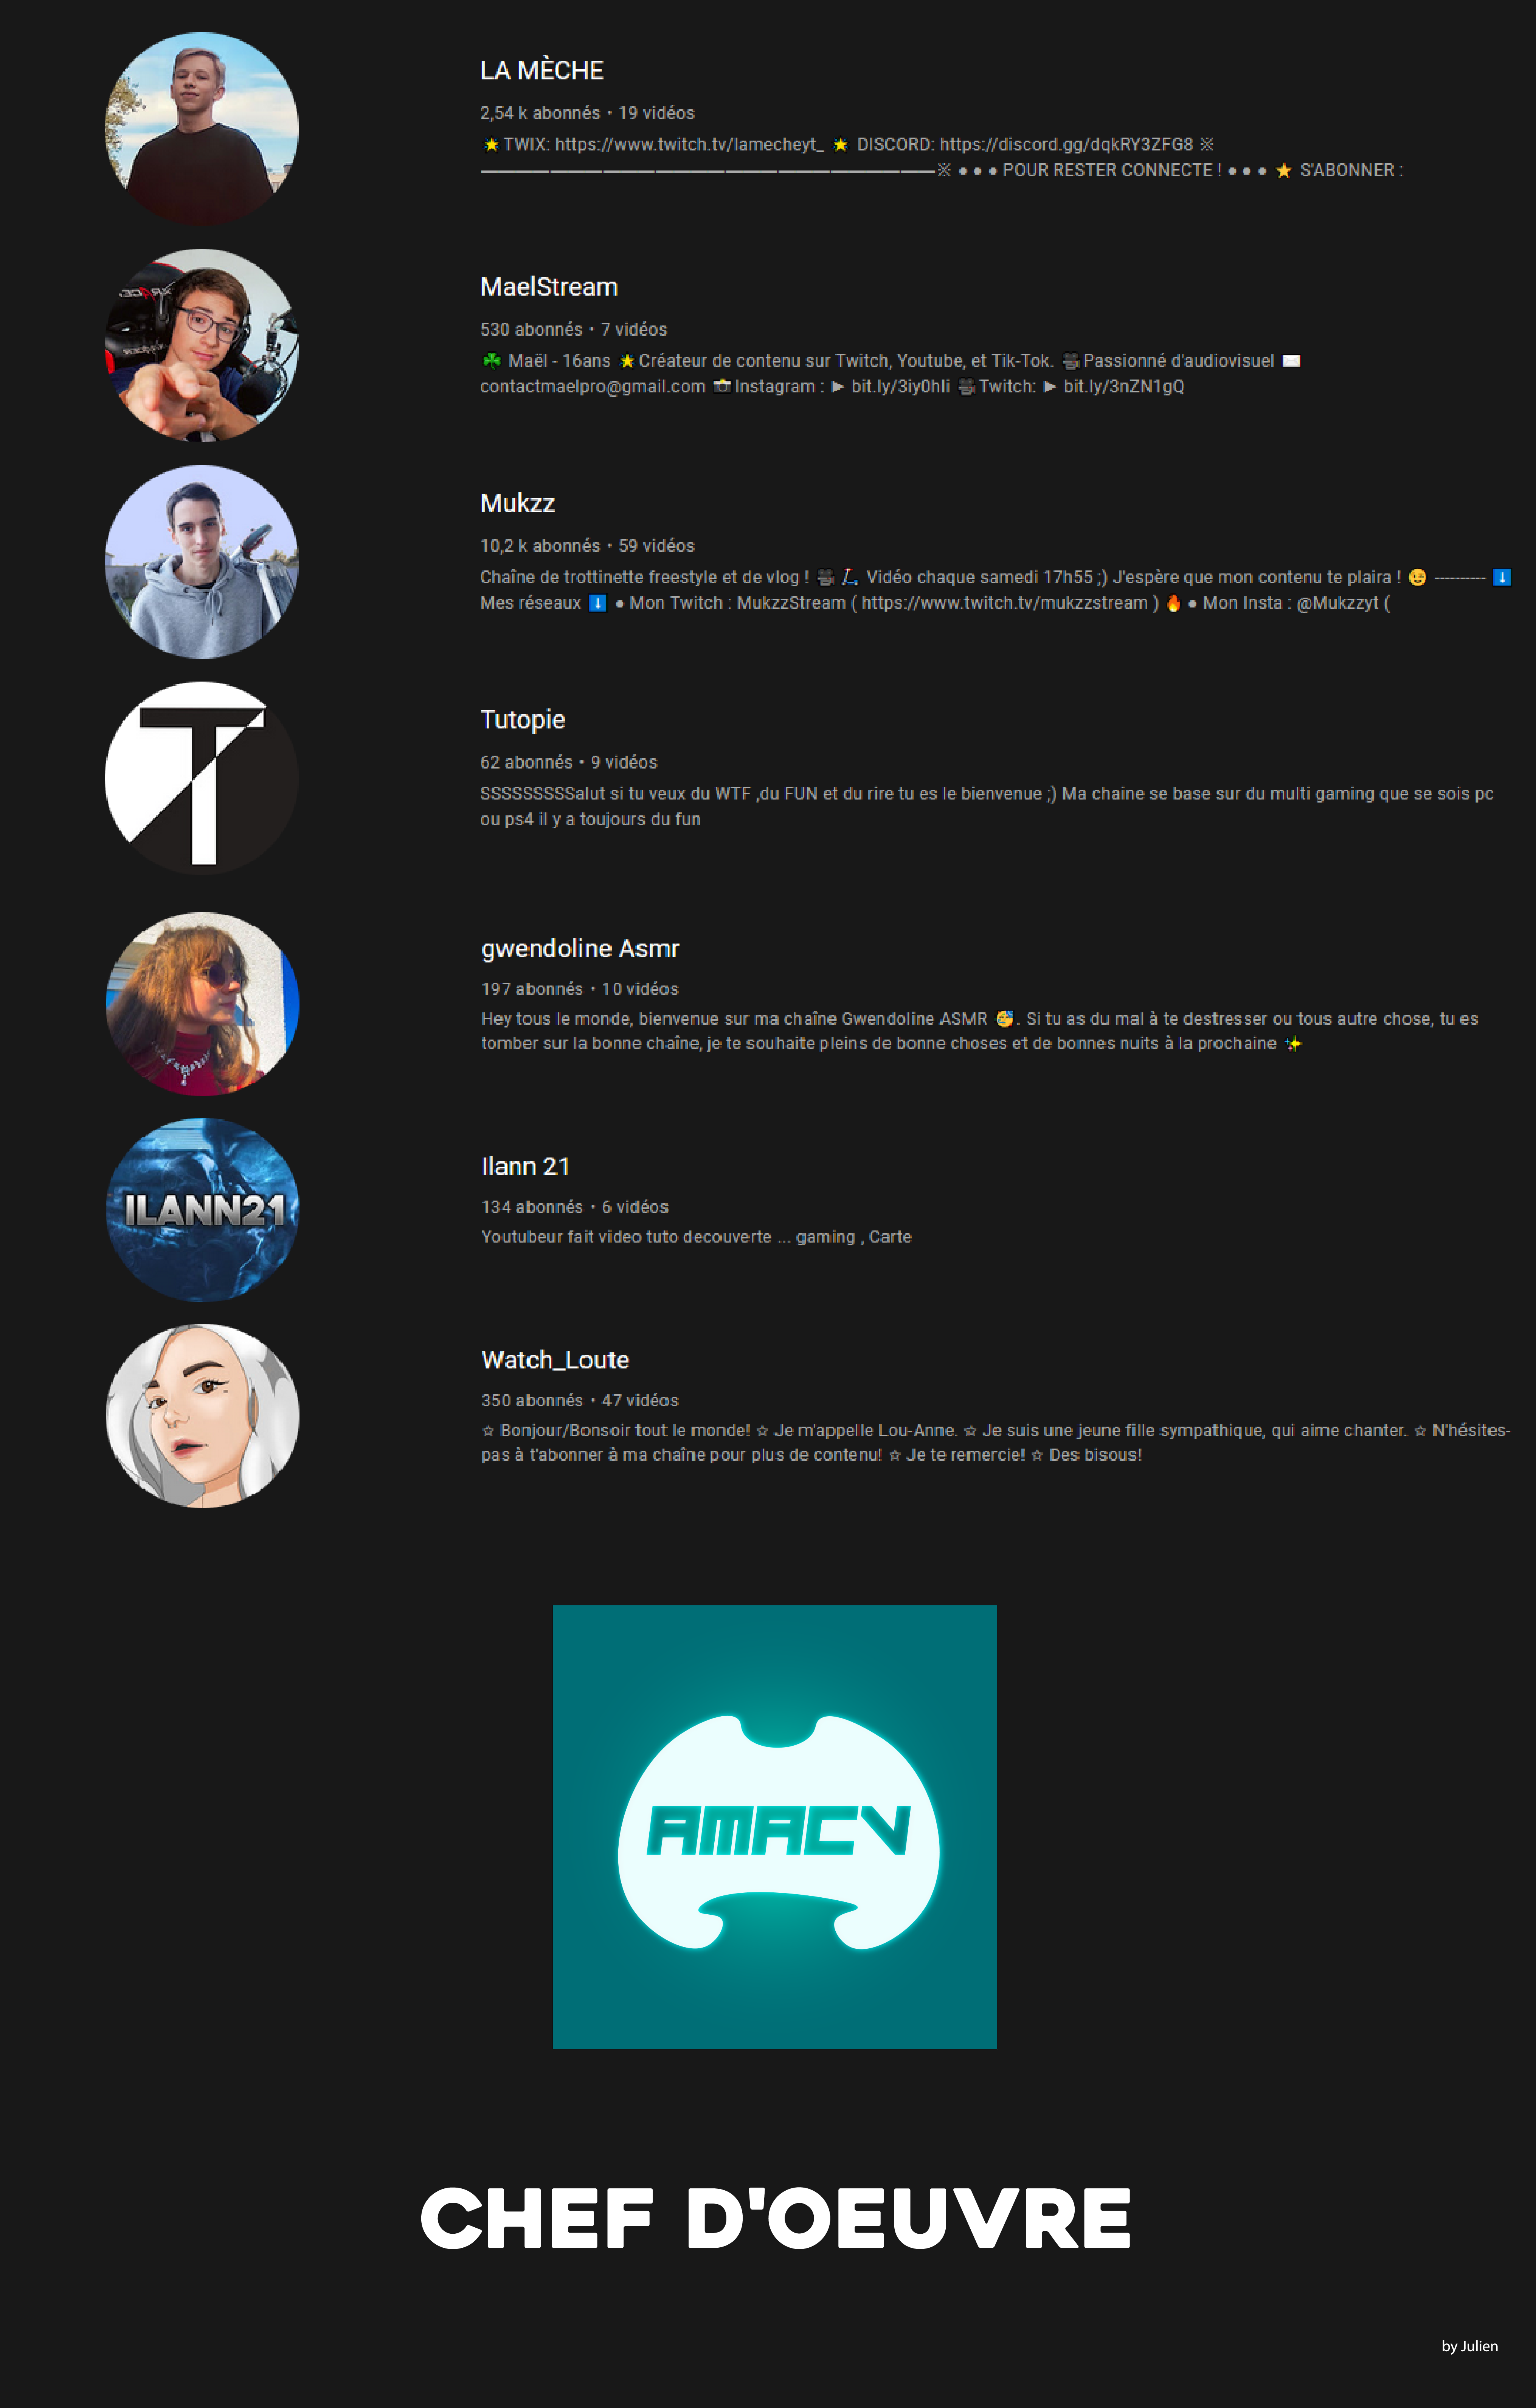 LA MÈCHE
2,54 k abonnés • 19 vidéos
🌟TWIX: https://www.twitch.tv/lamecheyt_ 🌟 DISCORD: https://discord.gg/dqkRY3ZFG8 ※
▬▬▬▬▬▬▬▬▬▬▬▬▬▬▬▬▬▬▬▬▬▬▬▬▬▬※ ● ● ● POUR RESTER CONNECTE ! ● ● ● ⭐ S'ABONNER :
MaelStream
530 abonnés • 7 vidéos
☘️ Maël - 16ans 🌟Créateur de contenu sur Twitch, Youtube, et Tik-Tok. 🎥Passionné d'audiovisuel ✉️
contactmaelpro@gmail.com 📸Instagram : ► bit.ly/3iy0hIi 🎥Twitch: ► bit.ly/3nZN1gQ
Mukzz
10,2 k abonnés • 59 vidéos
Chaîne de trottinette freestyle et de vlog ! 🎥 🛴 Vidéo chaque samedi 17h55 ;) J'espère que mon contenu te plaira ! 😉 ---------- ⬇️
Mes réseaux ⬇️ ● Mon Twitch : MukzzStream ( https://www.twitch.tv/mukzzstream ) 🔥 ● Mon Insta : @Mukzzyt (
Tutopie
62 abonnés • 9 vidéos
SSSSSSSSSalut si tu veux du WTF ,du FUN et du rire tu es le bienvenue ;) Ma chaine se base sur du multi gaming que se sois pc
ou ps4 il y a toujours du fun
gwendoline Asmr
197 abonnés • 10 vidéos
Hey tous le monde, bienvenue sur ma chaîne Gwendoline ASMR 😴. Si tu as du mal à te destresser ou tous autre chose, tu es
tomber sur la bonne chaîne, je te souhaite pleins de bonne choses et de bonnes nuits à la prochaine ✨
ILANN21
Ilann 21
134 abonnés • 6 vidéos
Youtubeur fait video tuto decouverte ... gaming , Carte
Watch_Loute
350 abonnés • 47 vidéos
☆ Bonjour/Bonsoir tout le monde! ☆ Je m'appelle Lou-Anne. ☆ Je suis une jeune fille sympathique, qui aime chanter. ☆ N'hésites-
pas à t'abonner à ma chaîne pour plus de contenu! ☆ Je te remercie! ☆ Des bisous!
AMACV
CHEF D'OEUVRE
by Julien